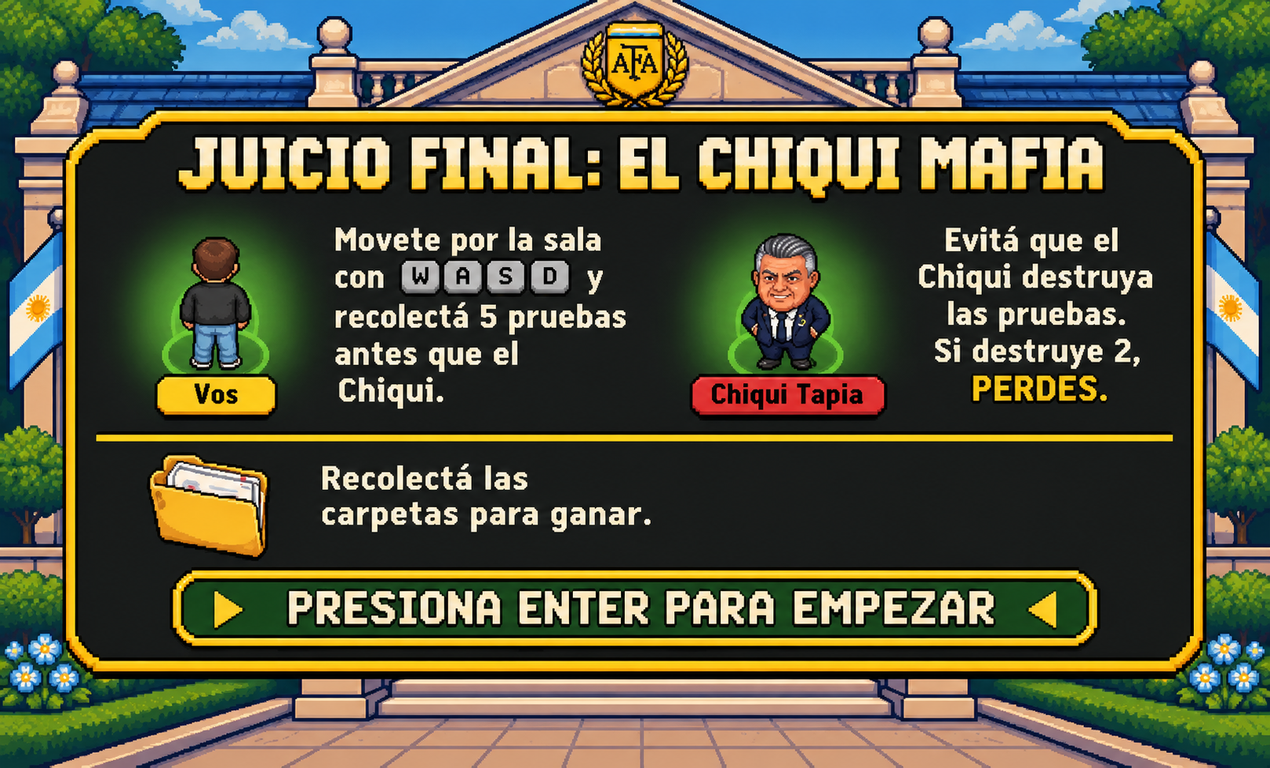 AFA
JUICIO FINAL: EL CHIQUI MAFIA
Movete por la sala
con W A S D y
recolectá 5 pruebas
antes que el
Chiqui.
Vos
Evitá que el
Chiqui destruya
las pruebas.
Si destruye 2,
PERDES.
Chiqui Tapia
Recolectá las
carpetas para ganar.
PRESIONA ENTER PARA EMPEZAR